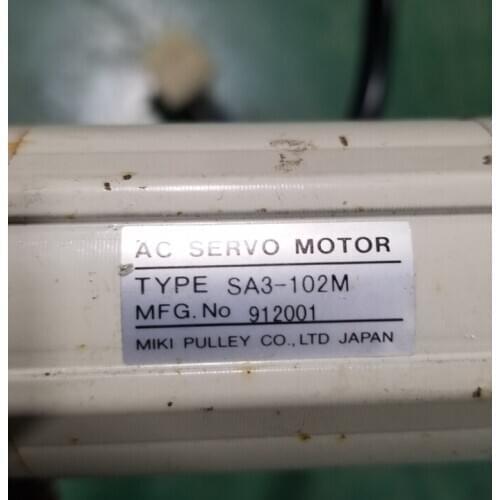 AC SERVO MOTOR
TYPE SA3-102M
MFG.No 912001
MIKI PULLEY CO.,LTD JAPAN